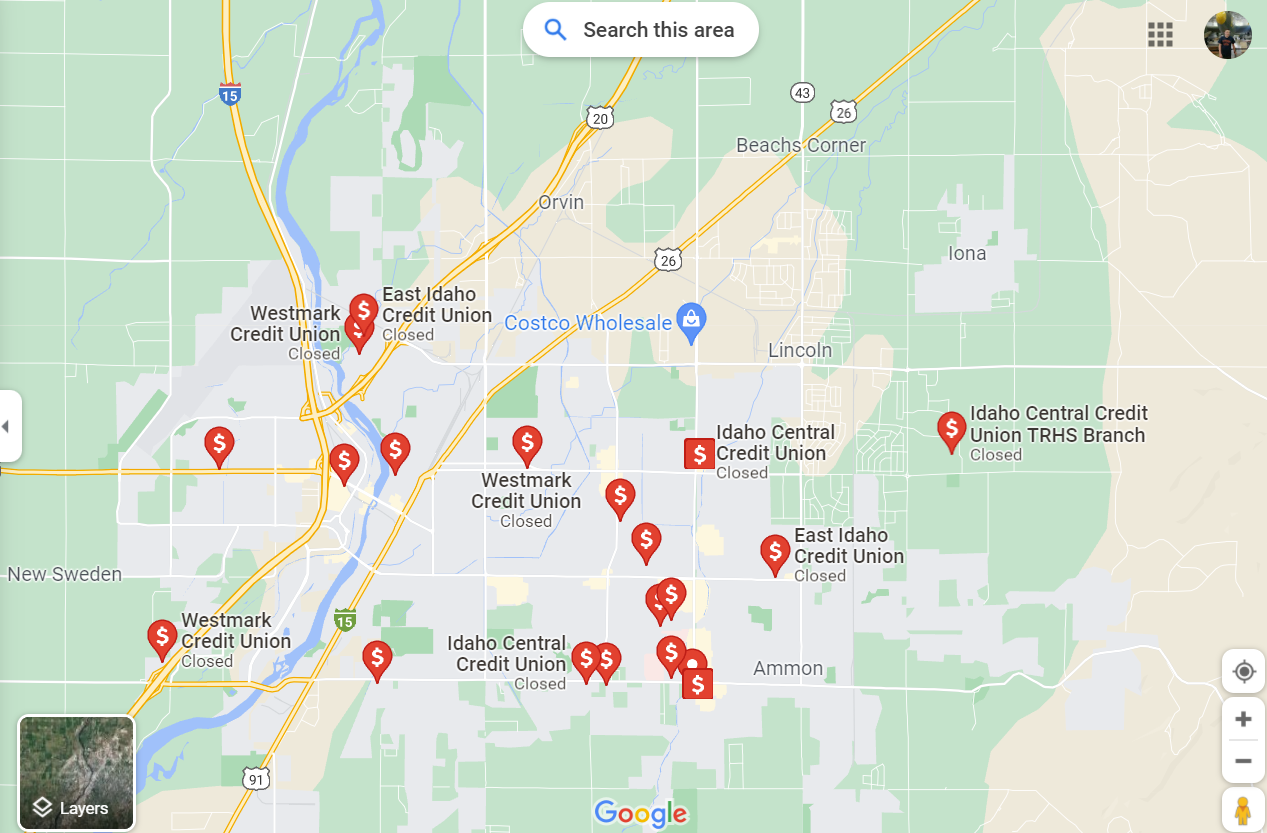 Search this area
15
20
43
26
Beachs Corner
Orvin
26
Iona
East Idaho
Credit Union
Closed
Westmark
Credit Union
Closed
Costco Wholesale
Lincoln
Idaho Central Credit
Union TRHS Branch
Closed
Idaho Central
Credit Union
Closed
Westmark
Credit Union
Closed
East Idaho
Credit Union
Closed
New Sweden
15
Westmark
Credit Union
Closed
Idaho Central
Credit Union
Closed
Ammon
91
Layers
Google